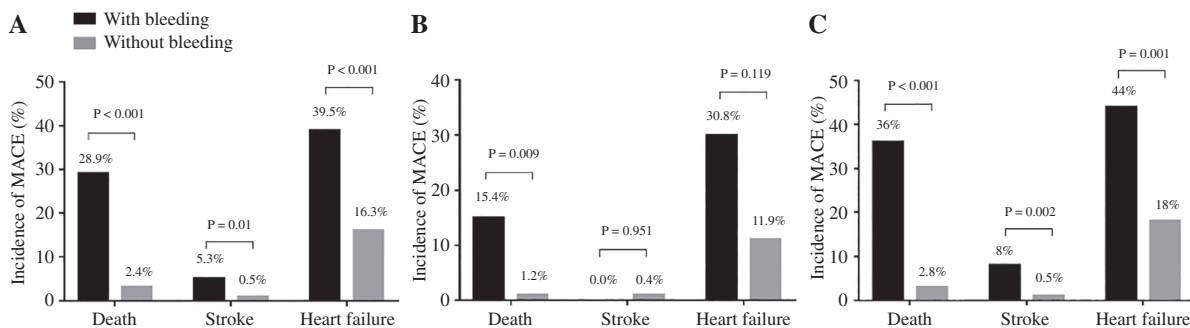 A
With bleeding
Without bleeding
Incidence of MACE (%)
50
40
30
20
10
0
P < 0.001
28.9%
2.4%
P = 0.01
5.3%
0.5%
P < 0.001
39.5%
16.3%
Death
Stroke
Heart failure
B
Incidence of MACE (%)
40
30
20
10
0
P = 0.009
15.4%
1.2%
P = 0.951
0.0%
0.4%
P = 0.119
30.8%
11.9%
Death
Stroke
Heart failure
C
Incidence of MACE (%)
50
40
30
20
10
0
P <0.001
36%
2.8%
P = 0.002
8%
0.5%
P = 0.001
44%
18%
Death
Stroke
Heart failure